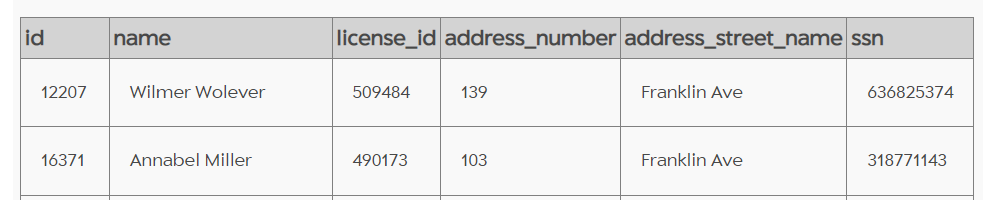 id name license_id address_number address_street_name ssn
12207 Wilmer Wolever 509484 139 Franklin Ave 636825374
16371 Annabel Miller 490173 103 Franklin Ave 318771143